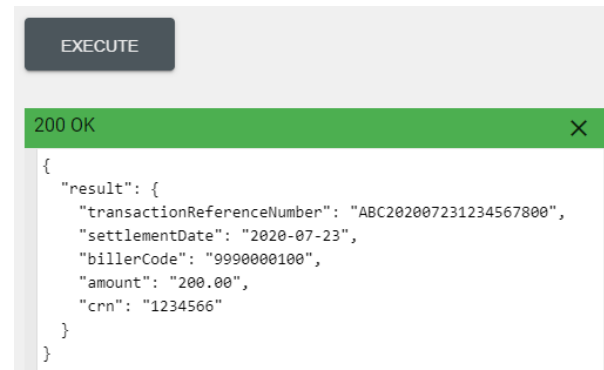 EXECUTE
200 OK
{
"result": {
"transactionReferenceNumber": "ABC202007231234567800",
"settlementDate": "2020-07-23",
"billerCode": "9990000100",
"amount": "200.00",
"crn": "1234566"
}
}